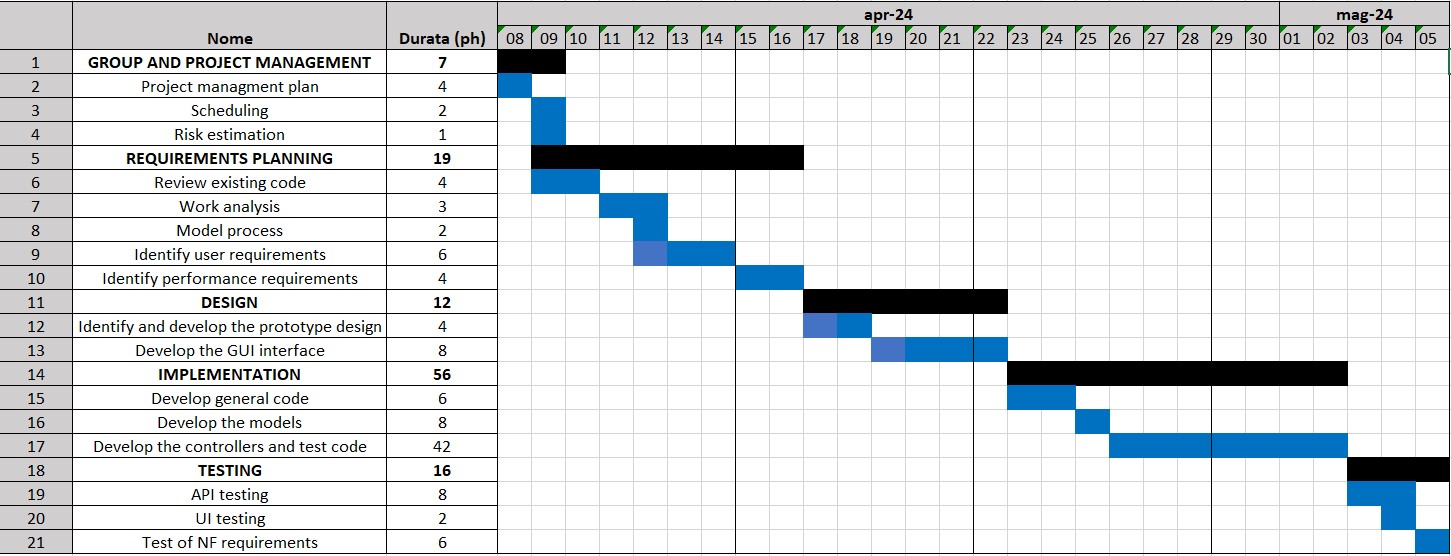 apr-24 mag-24
Nome Durata (ph) 08 09 10 11 12 13 14 15 16 17 18 19 20 21 22 23 24 25 26 27 28 29 30 01 02 03 04 05
1 GROUP AND PROJECT MANAGEMENT 7
2 Project managment plan 4
3 Scheduling 2
4 Risk estimation 1
5 REQUIREMENTS PLANNING 19
6 Review existing code 4
7 Work analysis 3
8 Model process 2
9 Identify user requirements 6
10 Identify performance requirements 4
11 DESIGN 12
12 Identify and develop the prototype design 4
13 Develop the GUI interface 8
14 IMPLEMENTATION 56
15 Develop general code 6
16 Develop the models 8
17 Develop the controllers and test code 42
18 TESTING 16
19 API testing 8
20 UI testing 2
21 Test of NF requirements 6